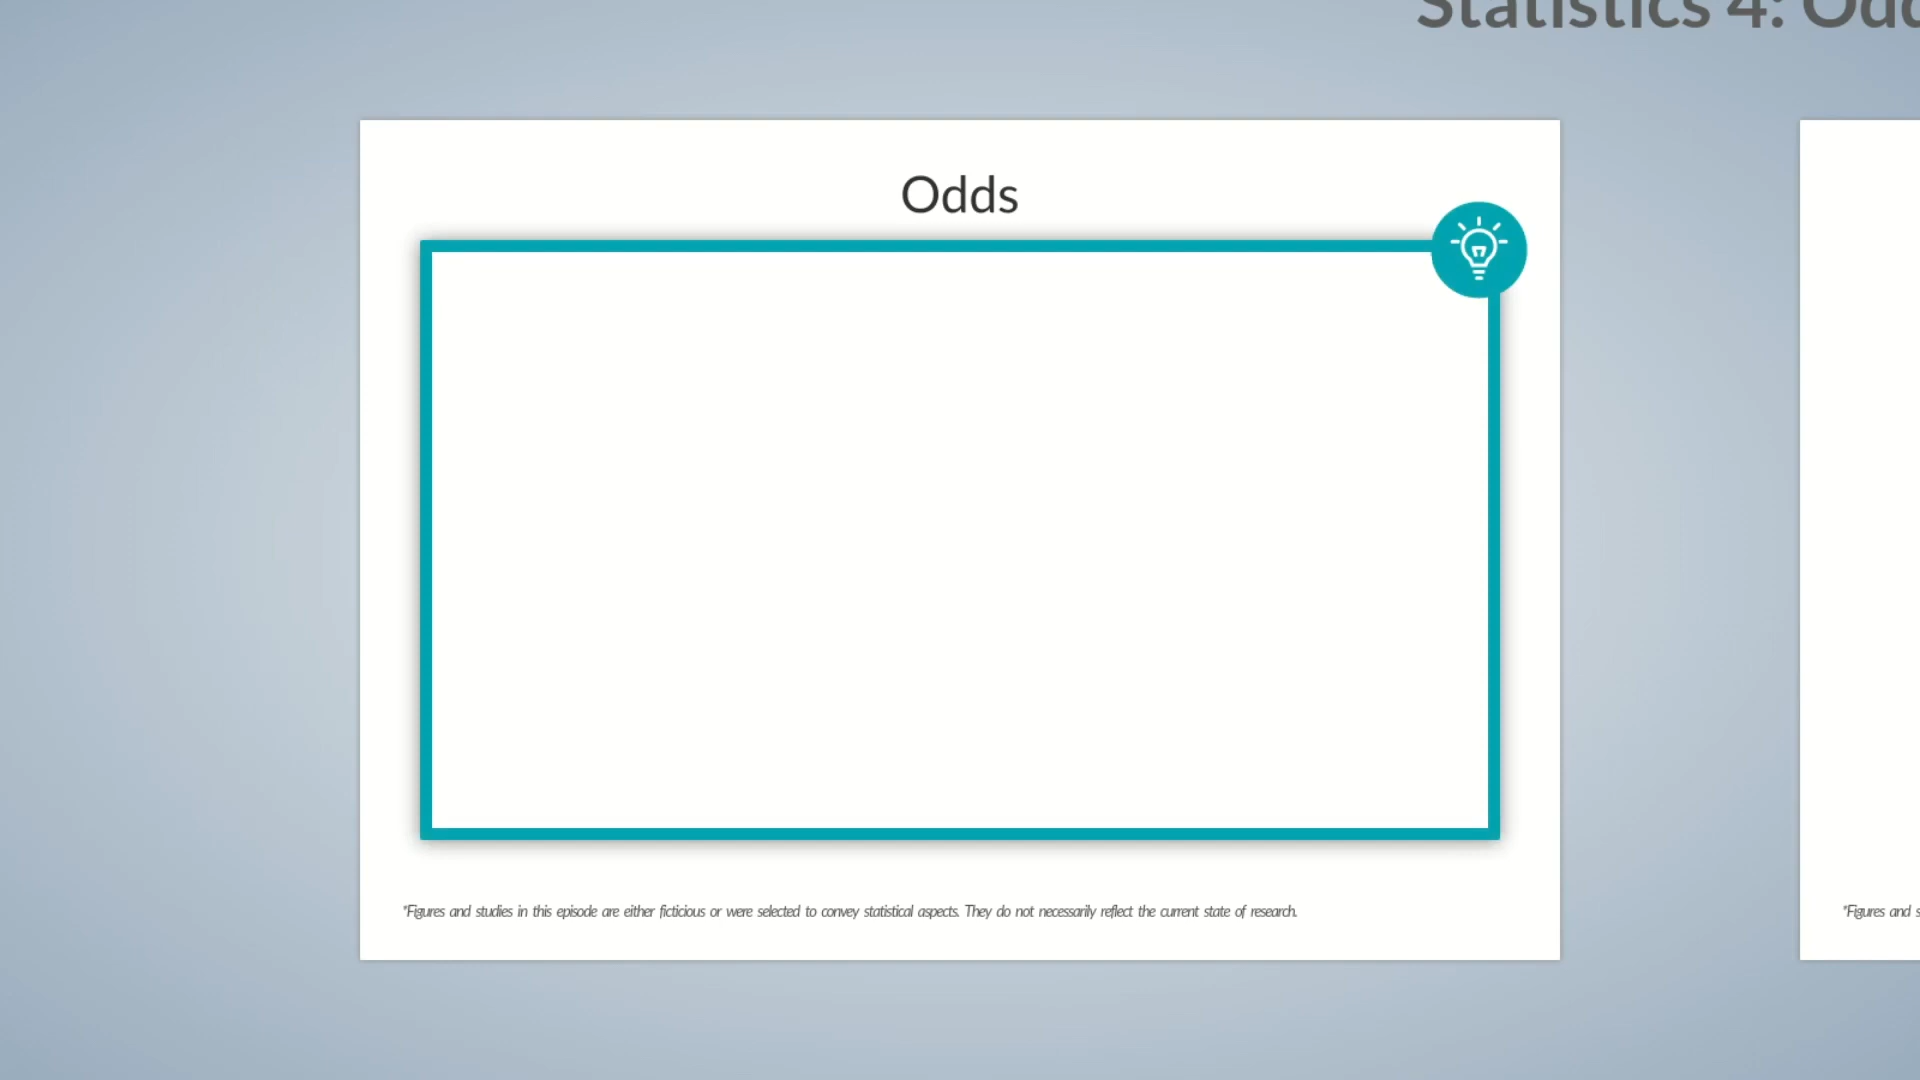 Statistics 4: Odd
Odds
*Figures and studies in this episode are either ficticious or were selected to convey statistical aspects. They do not necessarily reflect the current state of research.
*Figures and s